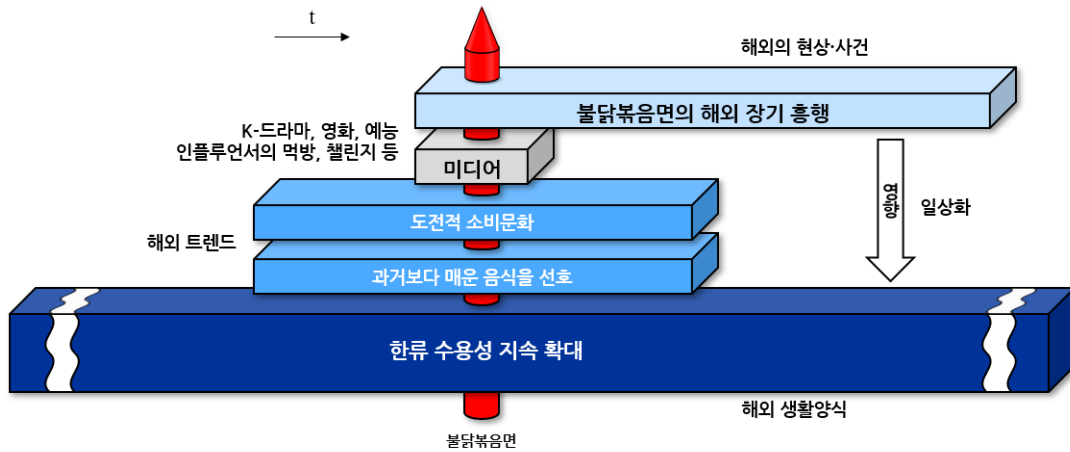 t
해외의 현상·사건
불닭볶음면의 해외 장기 흥행
K-드라마, 영화, 예능
인플루언서의 먹방, 챌린지 등
미디어
영향
일상화
도전적 소비문화
해외 트렌드
과거보다 매운 음식을 선호
한류 수용성 지속 확대
해외 생활양식
불닭볶음면